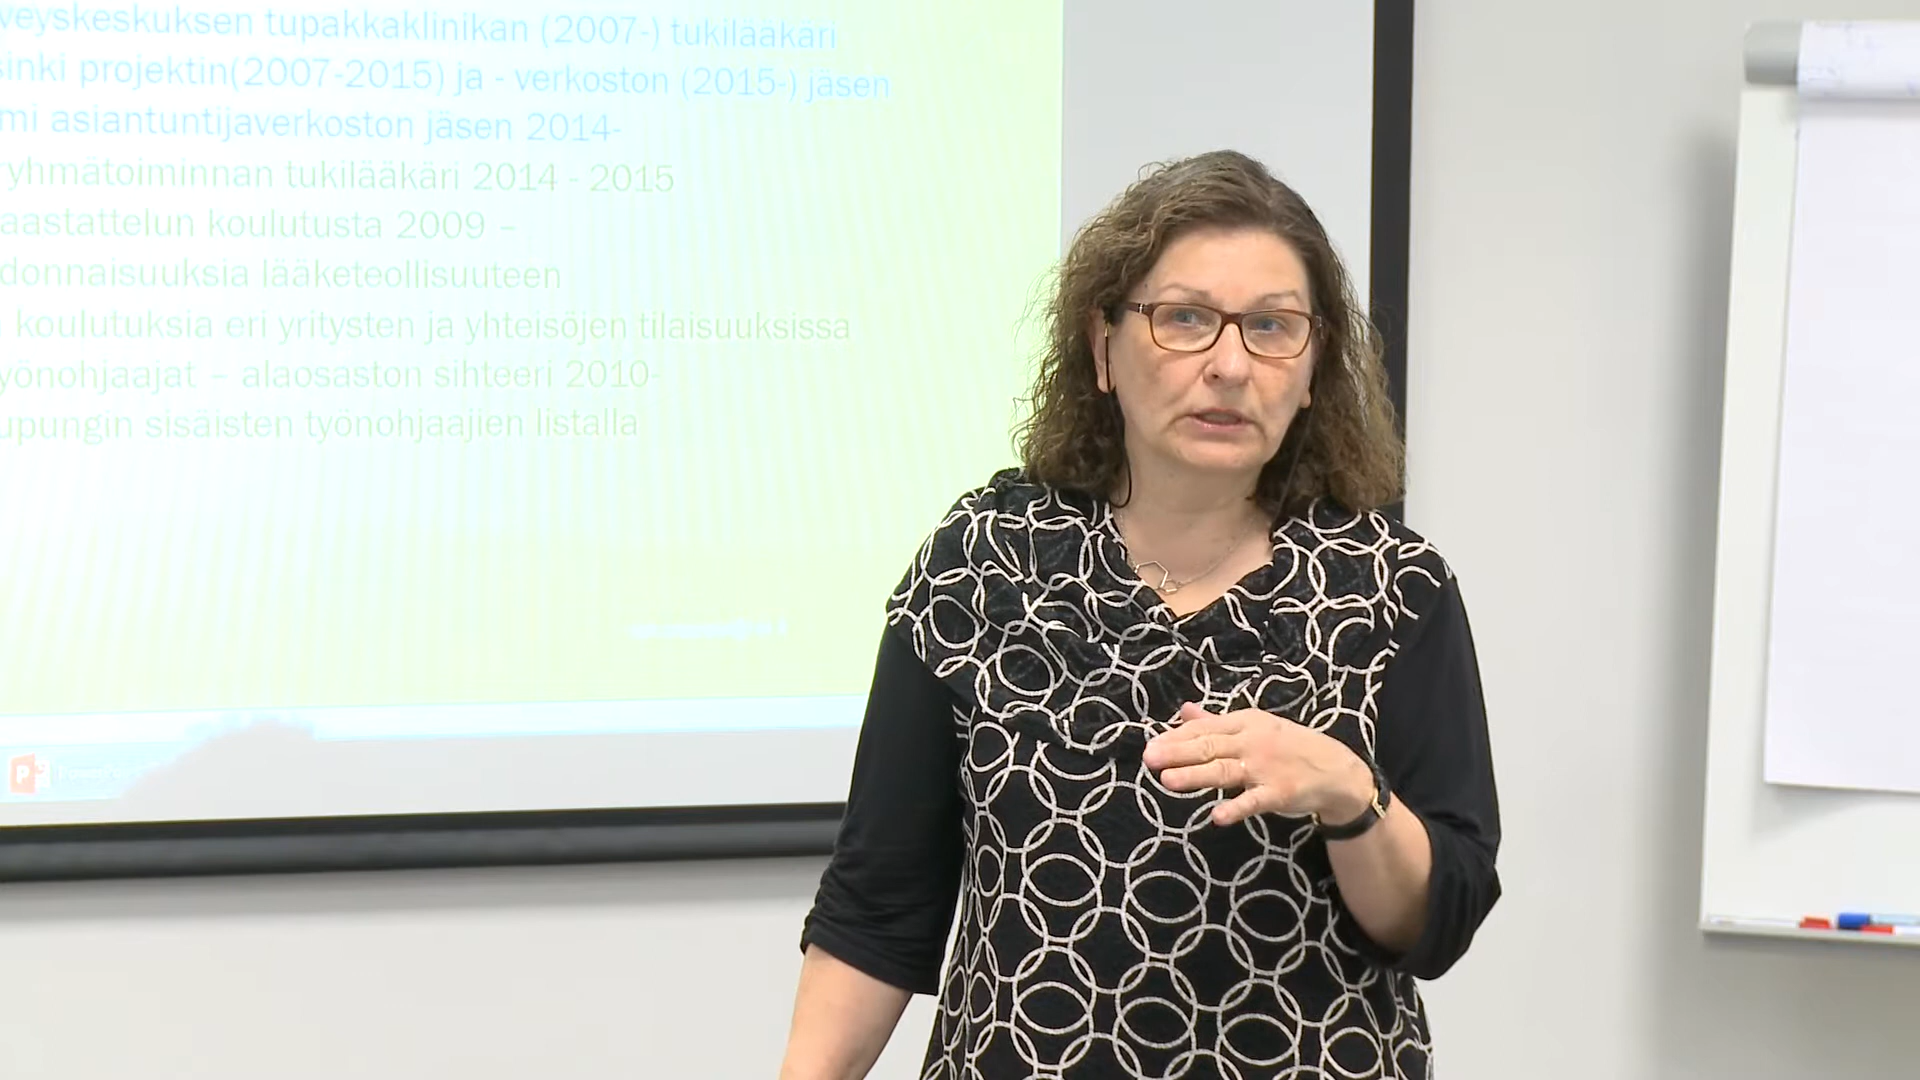 veyskeskuksen tupakkaklinikan (2007-) tukilääkäri
sinki projektin(2007-2015) ja - verkoston (2015-) jäsen
mi asiantuntijaverkoston jäsen 2014-
ryhmätoiminnan tukilääkäri 2014 - 2015
aastattelun koulutusta 2009 –
donnaisuuksia lääketeollisuuteen
koulutuksia eri yritysten ja yhteisöjen tilaisuuksissa
yönohjaajat – alaosaston sihteeri 2010-
upungin sisäisten työnohjaajien listalla